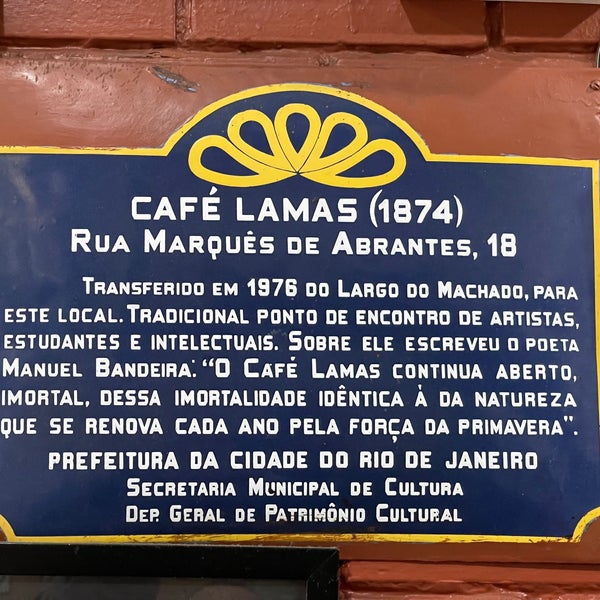 CAFÉ LAMAS (1874)
RUA MARQUÊS DE ABRANTES, 18
TRANSFERIDO EM 1976 DO LARGO DO MACHADO, PARA
ESTE LOCAL. TRADICIONAL PONTO DE ENCONTRO DE ARTISTAS,
ESTUDANTES E INTELECTUAIS. SOBRE ELE ESCREVEU O POETA
MANUEL BANDEIRA: "O CAFÉ LAMAS CONTINUA ABERTO,
IMORTAL, DESSA IMORTALIDADE IDÊNTICA À DA NATUREZA
QUE SE RENOVA CADA ANO PELA FORÇA DA PRIMAVERA".
PREFEITURA DA CIDADE DO RIO DE JANEIRO
SECRETARIA MUNICIPAL DE CULTURA
DEP. GERAL DE PATRIMÔNIO CULTURAL